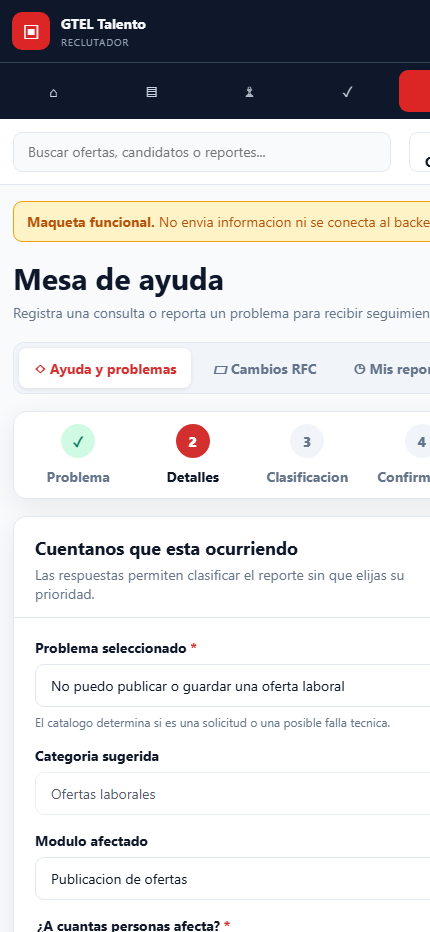 GTEL Talento
RECLUTADOR
Buscar ofertas, candidatos o reportes...
Maqueta funcional. No envia informacion ni se conecta al backe
Mesa de ayuda
Registra una consulta o reporta un problema para recibir seguimien
Ayuda y problemas
Cambios RFC
Mis repor
✓ 2 3 4
Problema Detalles Clasificacion Confirm
Cuentanos que esta ocurriendo
Las respuestas permiten clasificar el reporte sin que elijas su
prioridad.
Problema seleccionado *
No puedo publicar o guardar una oferta laboral
El catalogo determina si es una solicitud o una posible falla tecnica.
Categoria sugerida
Ofertas laborales
Modulo afectado
Publicacion de ofertas
¿A cuantas personas afecta? *